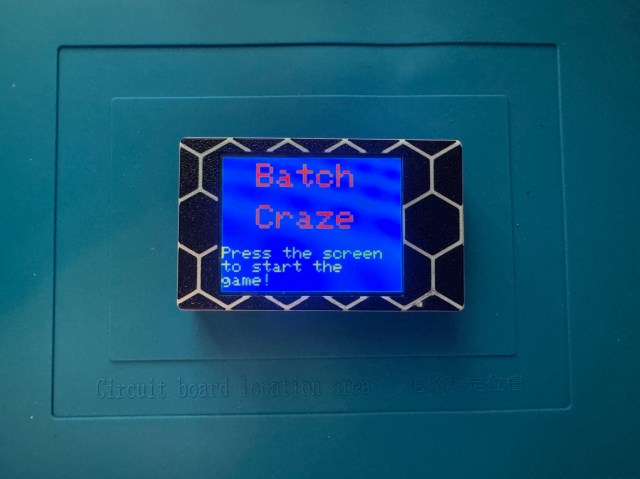 Batch
Craze
Press the screen
to start the
game!
Circuit board location area